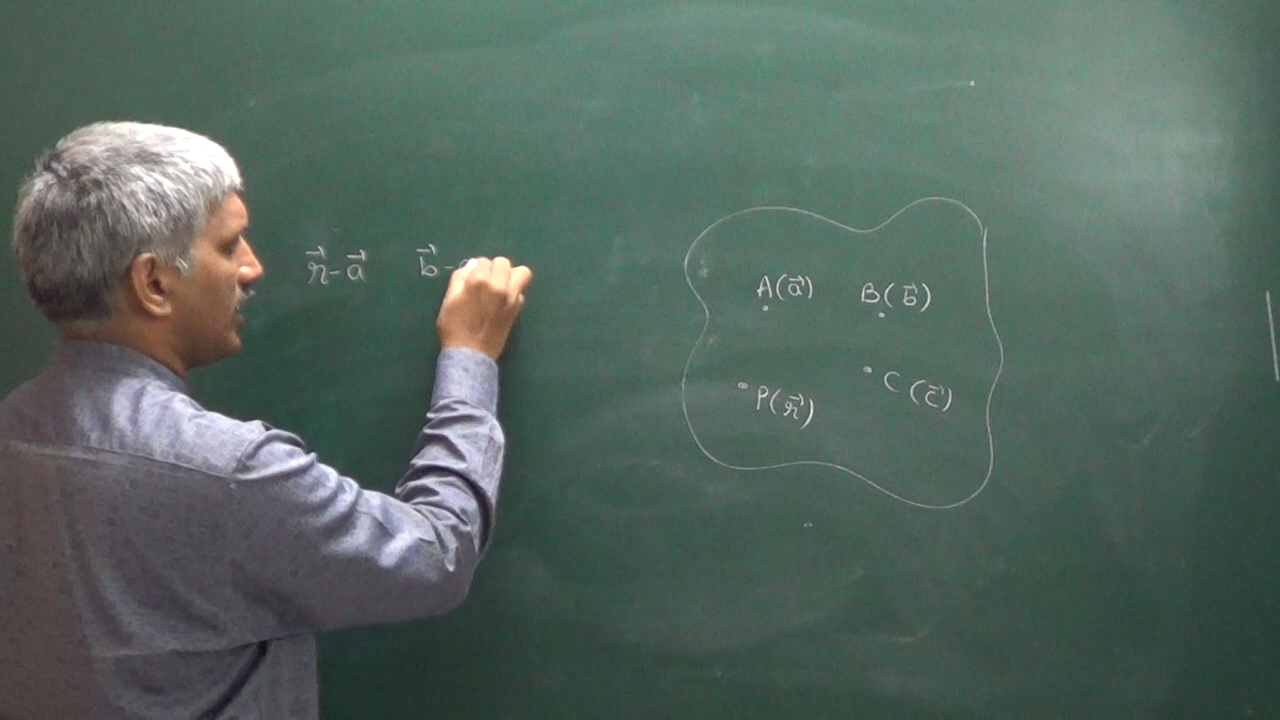 r⃗-a⃗ b⃗-
A(a⃗) B(b⃗)
P(r⃗) C(c⃗)